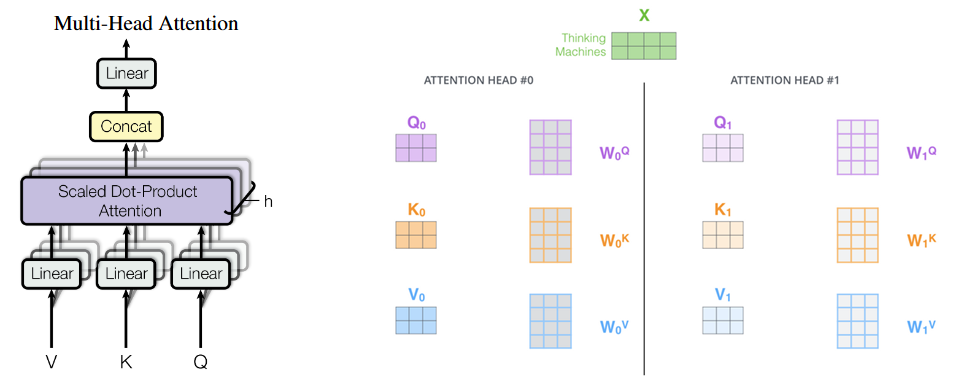 Multi-Head Attention
Linear
Concat
Scaled Dot-Product
Attention
h
Linear
Linear
Linear
V
K
Q
X
Thinking
Machines
ATTENTION HEAD #0
ATTENTION HEAD #1
Q0
W0Q
Q1
W1Q
K0
W0K
K1
W1K
V0
W0V
V1
W1V